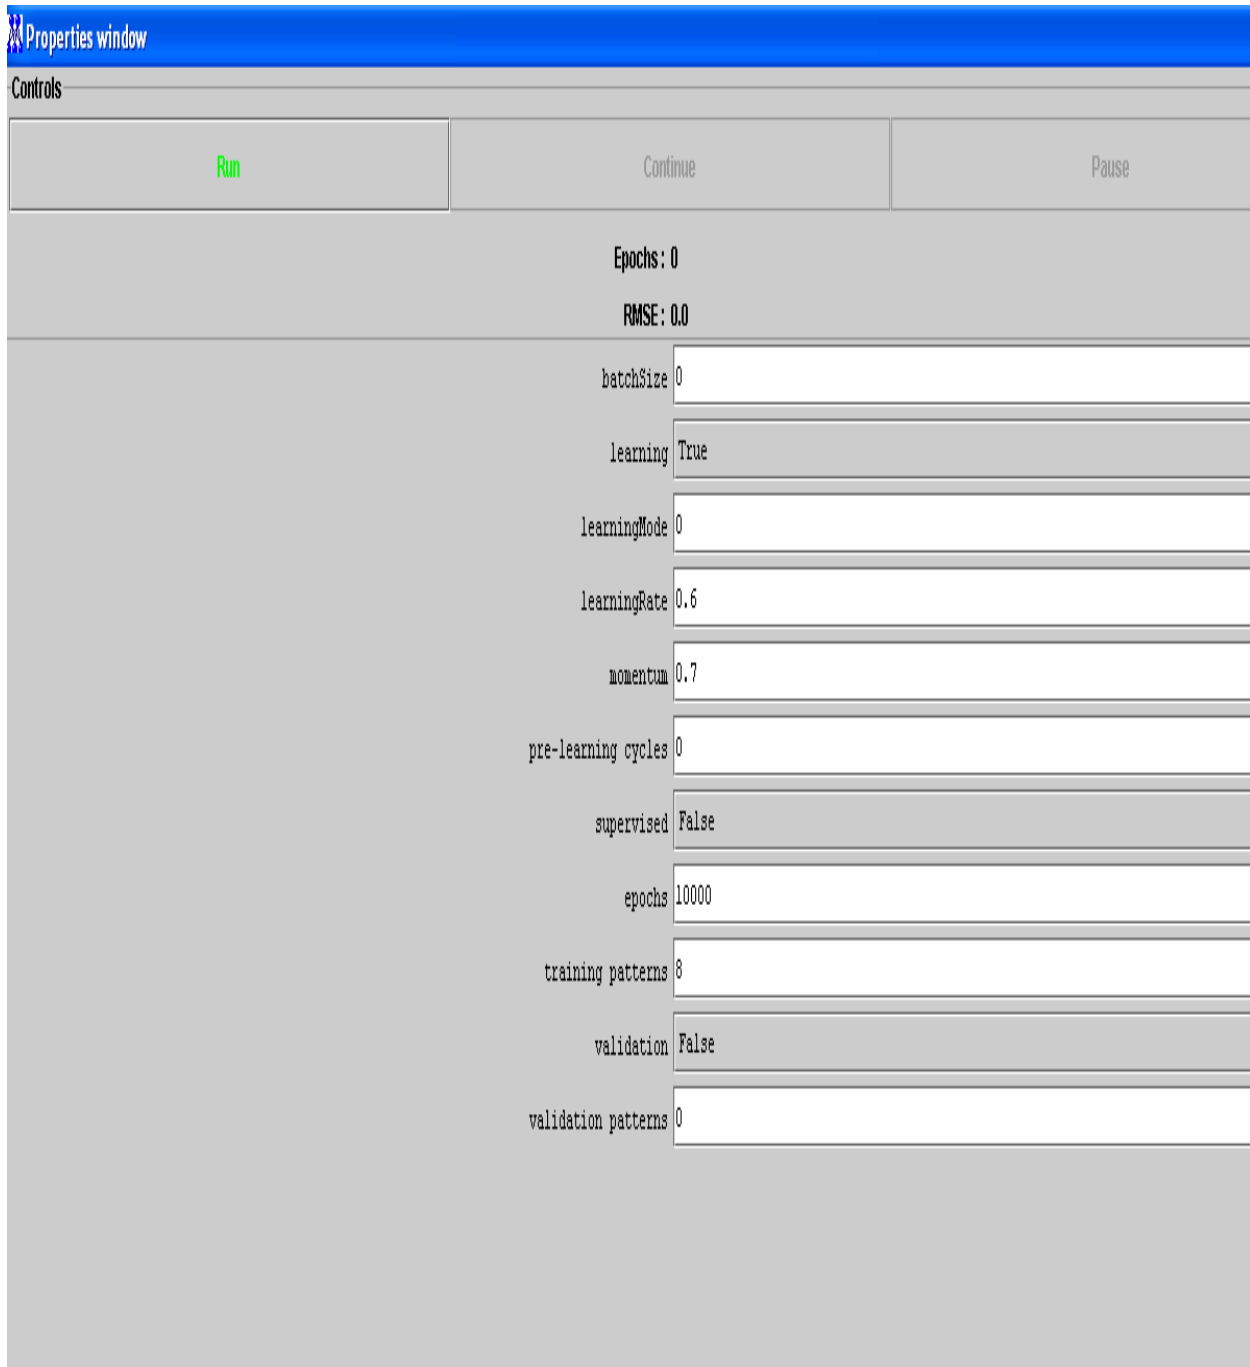 Properties window
Controls
Run Continue Pause
Epochs: 0
RMSE: 0.0
batchSize 0
learning True
learningMode 0
learningRate 0.6
momentum 0.7
pre-learning cycles 0
supervised False
epochs 10000
training patterns 8
validation False
validation patterns 0